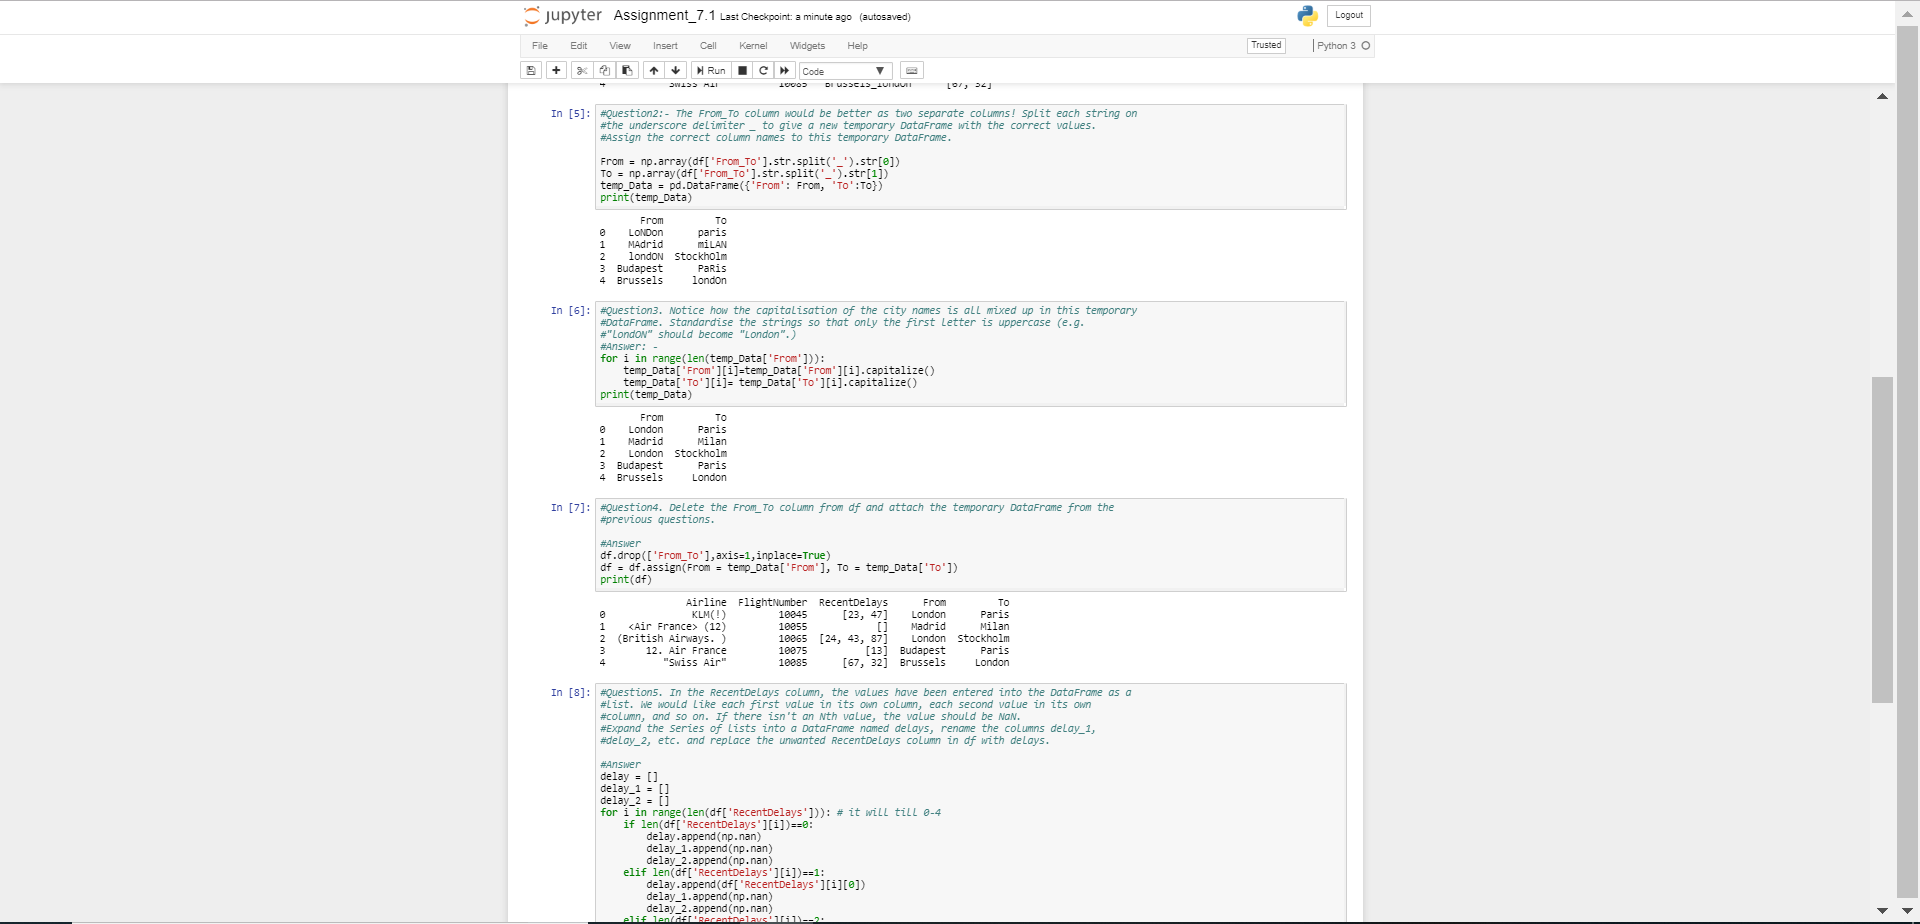 jupyter Assignment_7.1 Last Checkpoint: a minute ago (autosaved) Logout
File Edit View Insert Cell Kernel Widgets Help Trusted Python 3
Run Code
4 Swiss Air 10085 Brussels_londOn [67, 32]
In [5]: #Question2:- The From_To column would be better as two separate columns! Split each string on
#the underscore delimiter _ to give a new temporary DataFrame with the correct values.
#Assign the correct column names to this temporary DataFrame.
From = np.array(df['From_To'].str.split('_').str[0])
To = np.array(df['From_To'].str.split('_').str[1])
temp_Data = pd.DataFrame({'From': From, 'To':To})
print(temp_Data)
From To
0 LoNDon paris
1 MAdrid miLAN
2 londON StockhOlm
3 Budapest PaRis
4 Brussels londOn
In [6]: #Question3. Notice how the capitalisation of the city names is all mixed up in this temporary
#DataFrame. Standardise the strings so that only the first letter is uppercase (e.g.
#"londON" should become "London".)
#Answer: -
for i in range(len(temp_Data['From'])):
temp_Data['From'][i]=temp_Data['From'][i].capitalize()
temp_Data['To'][i]= temp_Data['To'][i].capitalize()
print(temp_Data)
From To
0 London Paris
1 Madrid Milan
2 London Stockholm
3 Budapest Paris
4 Brussels London
In [7]: #Question4. Delete the From_To column from df and attach the temporary DataFrame from the
#previous questions.
#Answer
df.drop(['From_To'],axis=1,inplace=True)
df = df.assign(From = temp_Data['From'], To = temp_Data['To'])
print(df)
Airline FlightNumber RecentDelays From To
0 KLM(!) 10045 [23, 47] London Paris
1 <Air France> (12) 10055 [] Madrid Milan
2 (British Airways. ) 10065 [24, 43, 87] London Stockholm
3 12. Air France 10075 [13] Budapest Paris
4 "Swiss Air" 10085 [67, 32] Brussels London
In [8]: #Question5. In the RecentDelays column, the values have been entered into the DataFrame as a
#list. We would like each first value in its own column, each second value in its own
#column, and so on. If there isn't an Nth value, the value should be NaN.
#Expand the Series of lists into a DataFrame named delays, rename the columns delay_1,
#delay_2, etc. and replace the unwanted RecentDelays column in df with delays.
#Answer
delay = []
delay_1 = []
delay_2 = []
for i in range(len(df['RecentDelays'])): # it will till 0-4
if len(df['RecentDelays'][i])==0:
delay.append(np.nan)
delay_1.append(np.nan)
delay_2.append(np.nan)
elif len(df['RecentDelays'][i])==1:
delay.append(df['RecentDelays'][i][0])
delay_1.append(np.nan)
delay_2.append(np.nan)
elif len(df['RecentDelays'][i])==2: